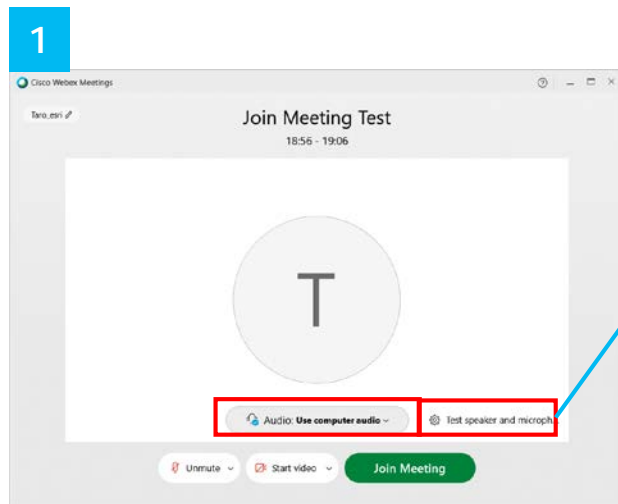 1
Cisco Webex Meetings
Taro_esri
Join Meeting Test
18:56 - 19:06
T
Audio: Use computer audio
Test speaker and microph...
Unmute
Start video
Join Meeting